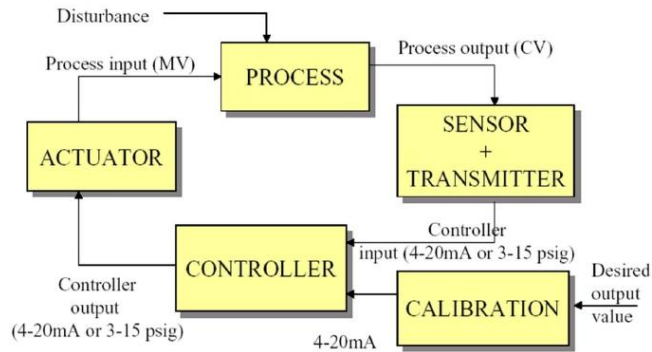 Disturbance
Process input (MV)
Process output (CV)
PROCESS
SENSOR
+
TRANSMITTER
ACTUATOR
Controller
input (4-20mA or 3-15 psig)
CONTROLLER
Desired
output
value
CALIBRATION
Controller
output
(4-20mA or 3-15 psig)
4-20mA